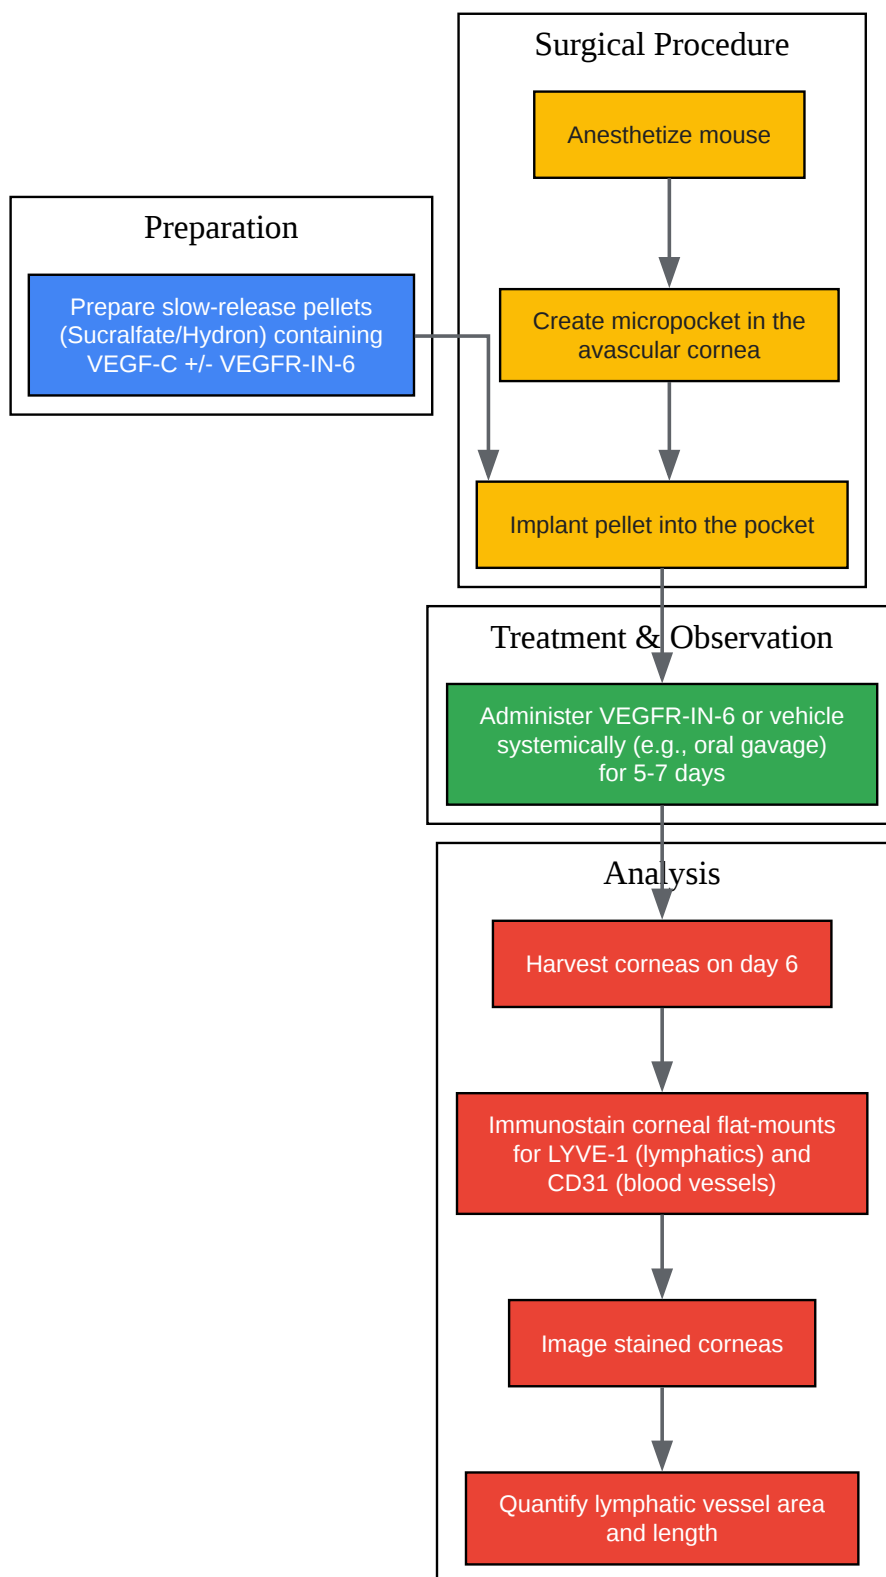 Surgical Procedure
Anesthetize mouse
Preparation
Prepare slow-release pellets
(Sucralfate/Hydron) containing
VEGF-C +/- VEGFR-IN-6
Create micropocket in the
avascular cornea
Implant pellet into the pocket
Treatment & Observation
Administer VEGFR-IN-6 or vehicle
systemically (e.g., oral gavage)
for 5-7 days
Analysis
Harvest corneas on day 6
Immunostain corneal flat-mounts
for LYVE-1 (lymphatics) and
CD31 (blood vessels)
Image stained corneas
Quantify lymphatic vessel area
and length